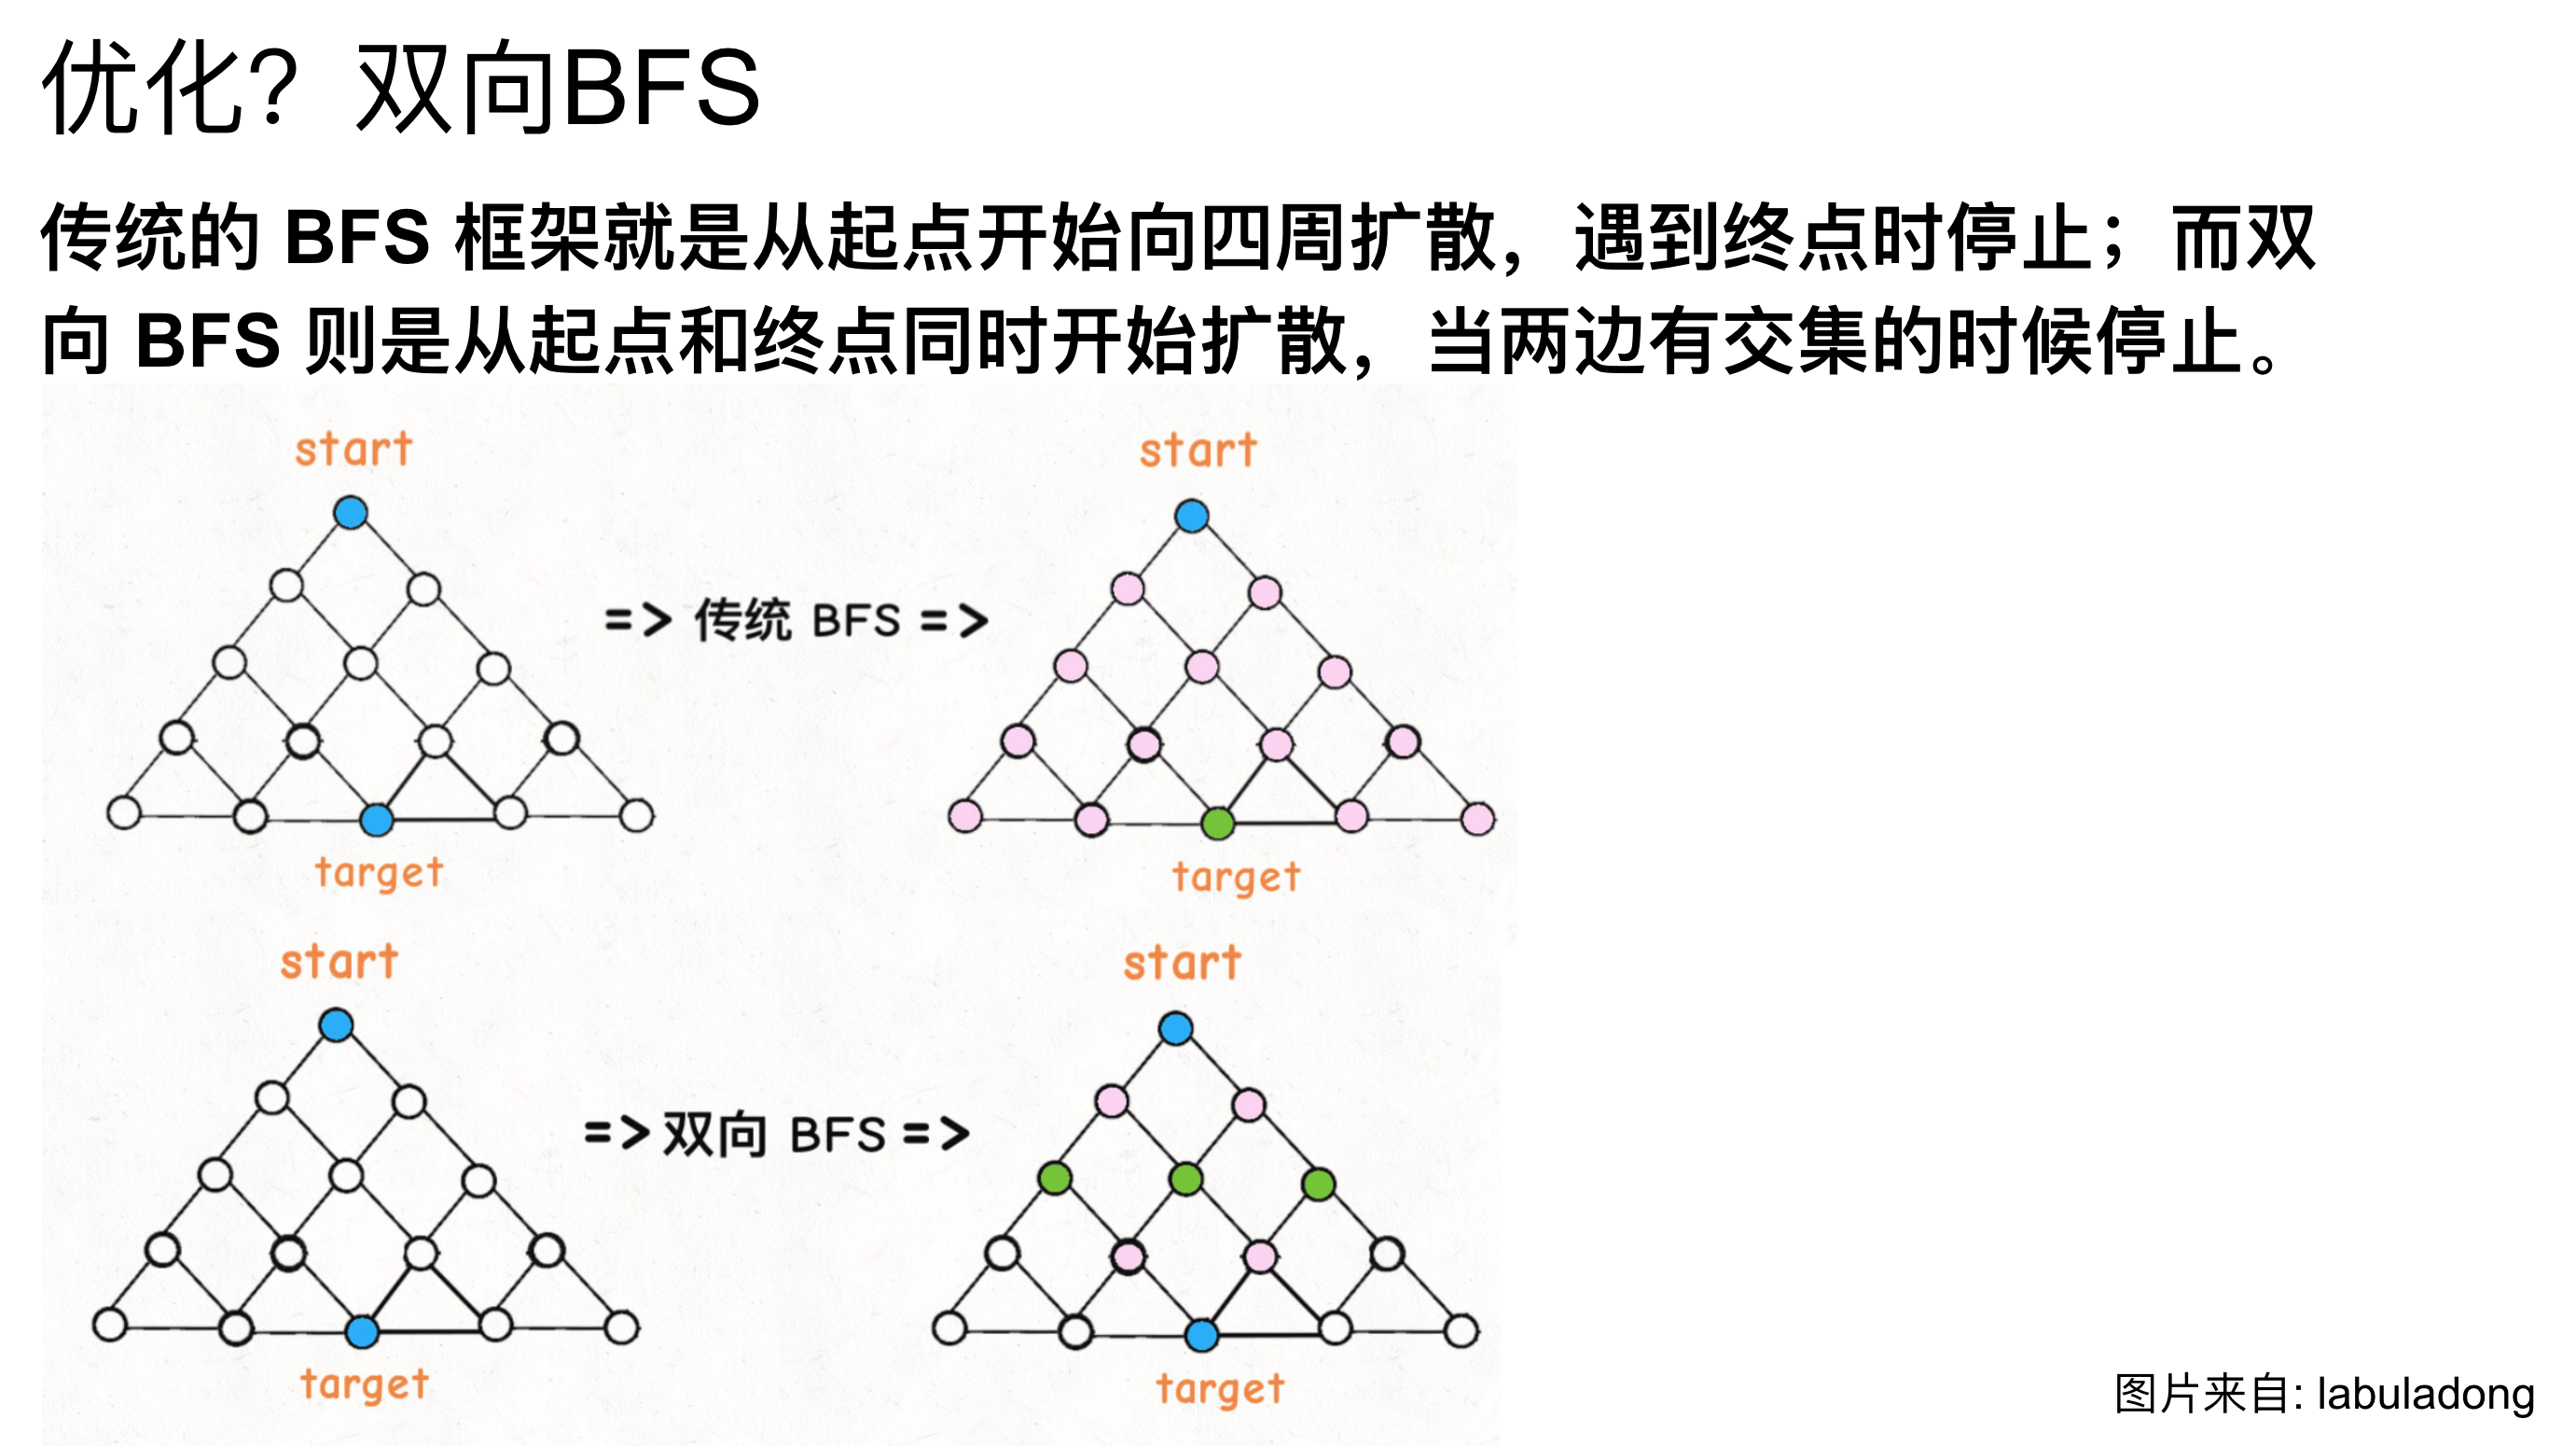 优化？双向BFS
传统的 BFS 框架就是从起点开始向四周扩散，遇到终点时停止；而双
向 BFS 则是从起点和终点同时开始扩散，当两边有交集的时候停止。
start
start
=> 传统 BFS =>
target
target
start
start
=> 双向 BFS =>
target
target
图片来自: labuladong